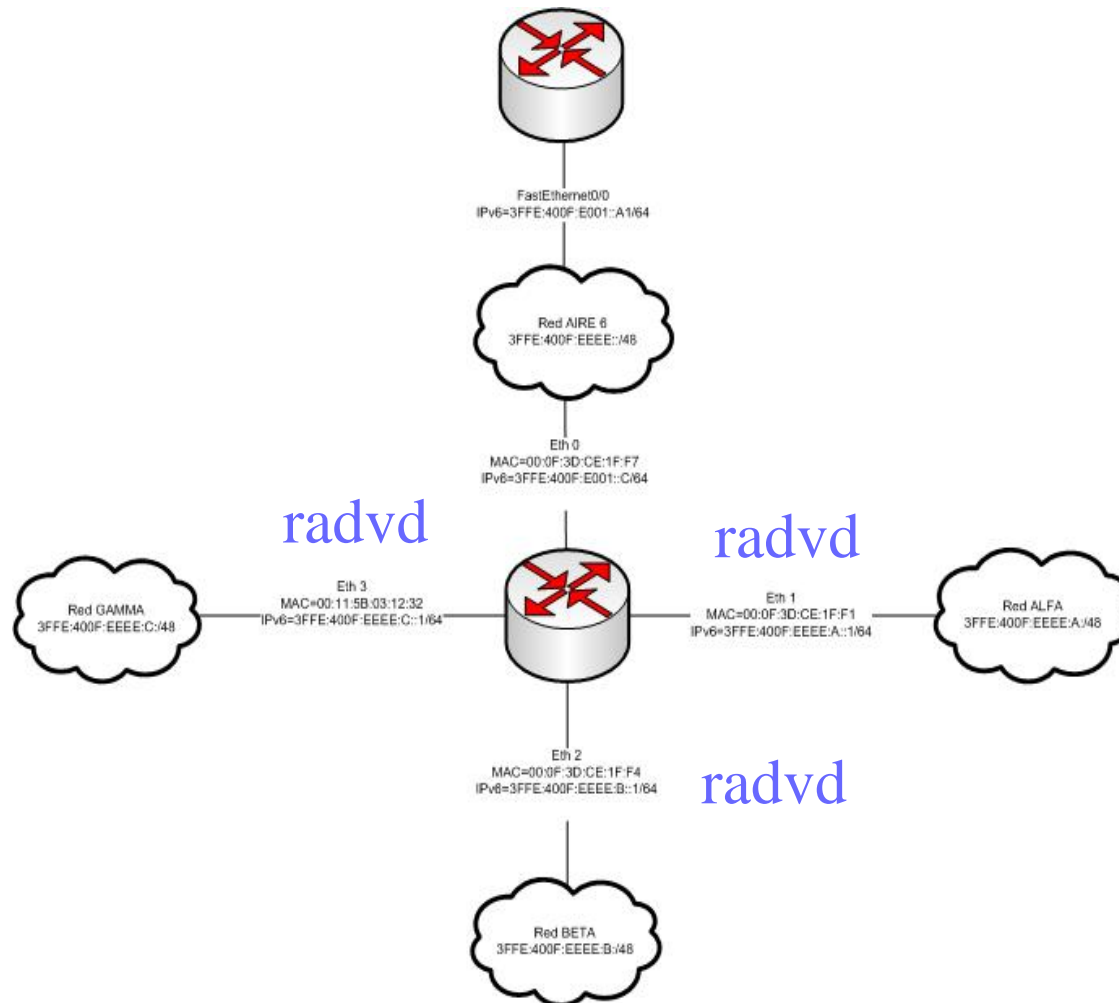 FastEthernet0/0
IPv6=3FFE:400F:E001::A1/64
Red AIRE 6
3FFE:400F:EEEE::/48
Eth 0
MAC=00:0F:3D:CE:1F:F7
IPv6=3FFE:400F:E001::C/64
radvd
radvd
Red GAMMA
3FFE:400F:EEEE:C:/48
Eth 3
MAC=00:11:5B:03:12:32
IPv6=3FFE:400F:EEEE:C::1/64
Eth 1
MAC=00:0F:3D:CE:1F:F1
IPv6=3FFE:400F:EEEE:A::1/64
Red ALFA
3FFE:400F:EEEE:A:/48
Eth 2
MAC=00:0F:3D:CE:1F:F4
IPv6=3FFE:400F:EEEE:B::1/64
radvd
Red BETA
3FFE:400F:EEEE:B:/48